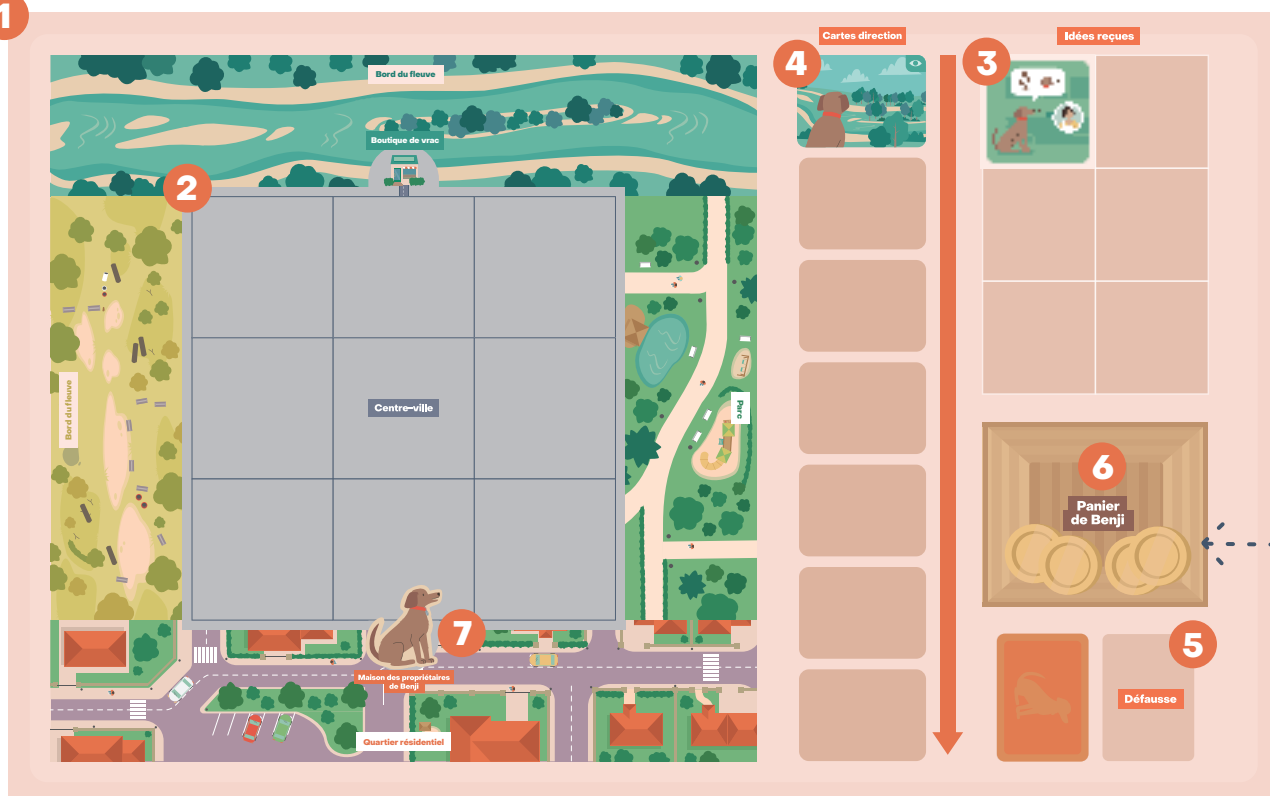 1
Cartes direction
Idées reçues
4
3
Bord du fleuve
Boutique de vrac
2
Bord du fleuve
Centre-ville
Parc
6
Panier
de Benji
7
5
Maison des propriétaires
de Benji
Défausse
Quartier résidentiel